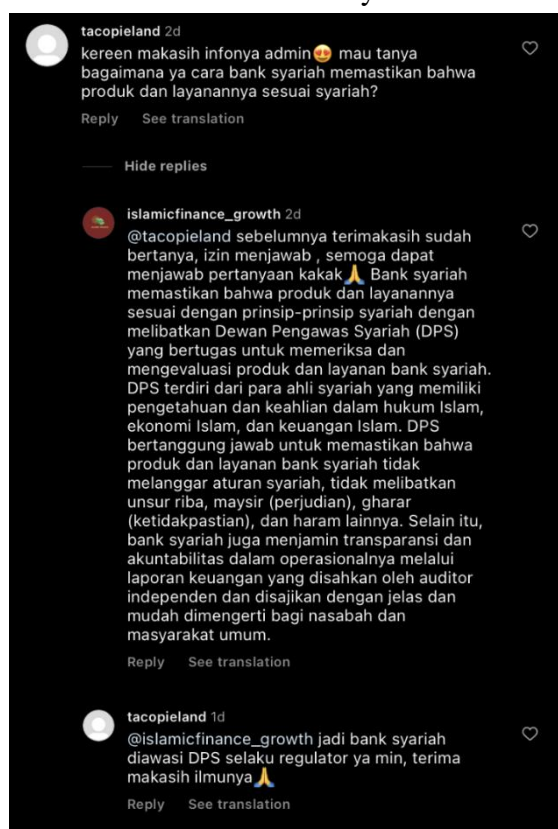 tacopieland 2d
kereen makasih infonya admin😍 mau tanya
bagaimana ya cara bank syariah memastikan bahwa
produk dan layanannya sesuai syariah?
Reply See translation
Hide replies
islamicfinance_growth 2d
@tacopieland sebelumnya terimakasih sudah
bertanya, izin menjawab , semoga dapat
menjawab pertanyaan kakak🙏 Bank syariah
memastikan bahwa produk dan layanannya
sesuai dengan prinsip-prinsip syariah dengan
melibatkan Dewan Pengawas Syariah (DPS)
yang bertugas untuk memeriksa dan
mengevaluasi produk dan layanan bank syariah.
DPS terdiri dari para ahli syariah yang memiliki
pengetahuan dan keahlian dalam hukum Islam,
ekonomi Islam, dan keuangan Islam. DPS
bertanggung jawab untuk memastikan bahwa
produk dan layanan bank syariah tidak
melanggar aturan syariah, tidak melibatkan
unsur riba, maysir (perjudian), gharar
(ketidakpastian), dan haram lainnya. Selain itu,
bank syariah juga menjamin transparansi dan
akuntabilitas dalam operasionalnya melalui
laporan keuangan yang disahkan oleh auditor
independen dan disajikan dengan jelas dan
mudah dimengerti bagi nasabah dan
masyarakat umum.
Reply See translation
tacopieland 1d
@islamicfinance_growth jadi bank syariah
diawasi DPS selaku regulator ya min, terima
makasih ilmunya🙏
Reply See translation